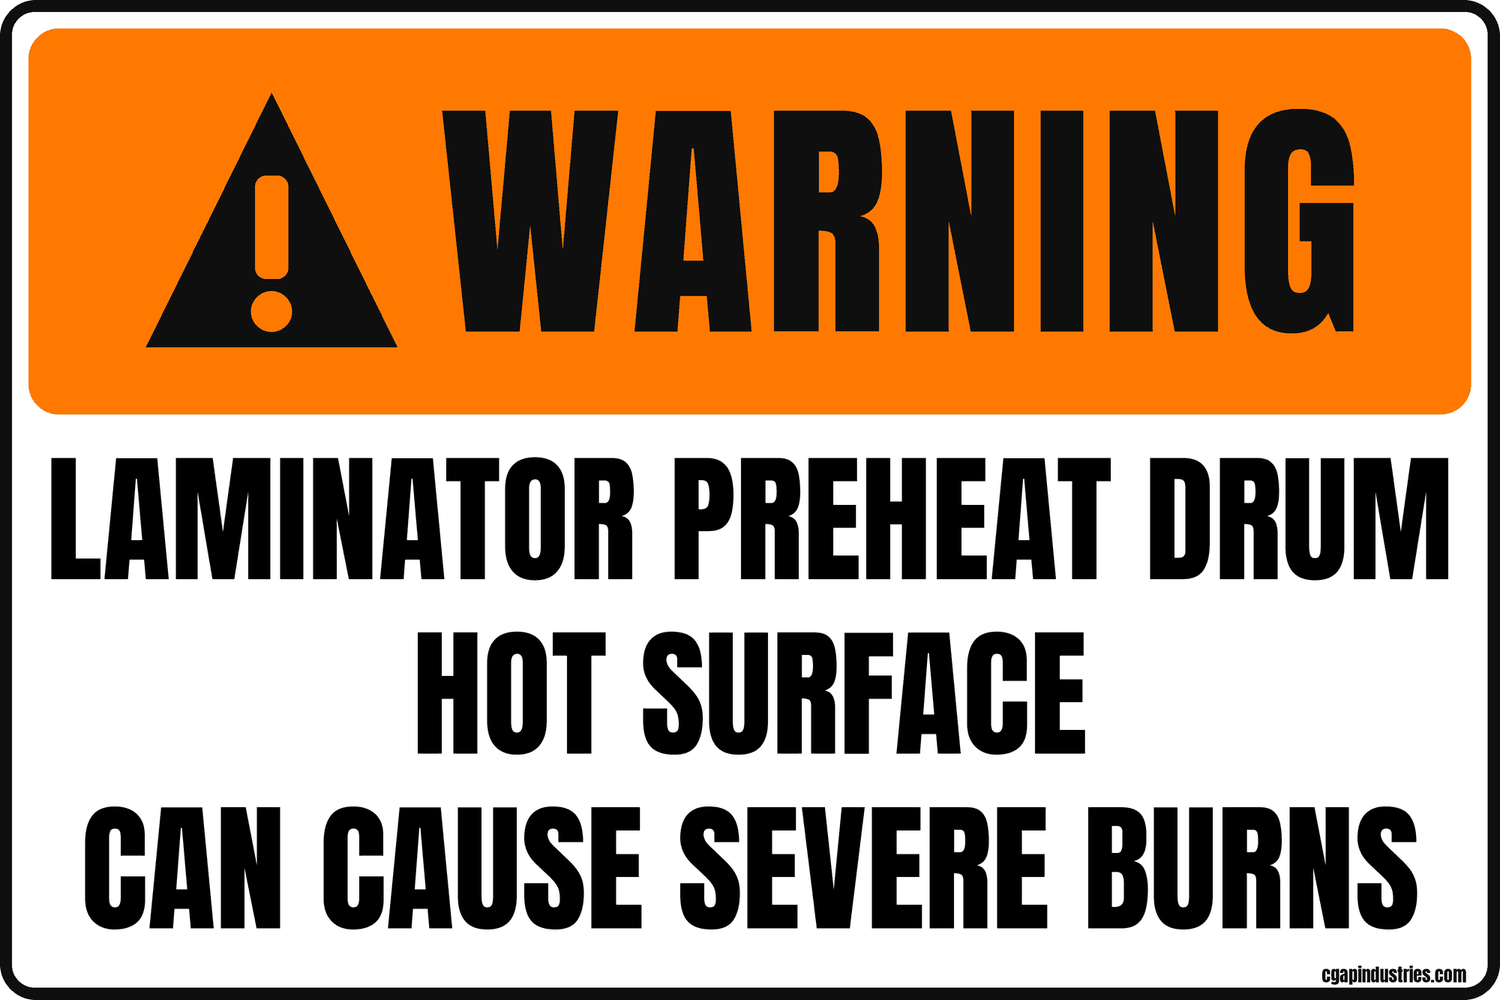 WARNING
LAMINATOR PREHEAT DRUM
HOT SURFACE
CAN CAUSE SEVERE BURNS
cgapindustries.com